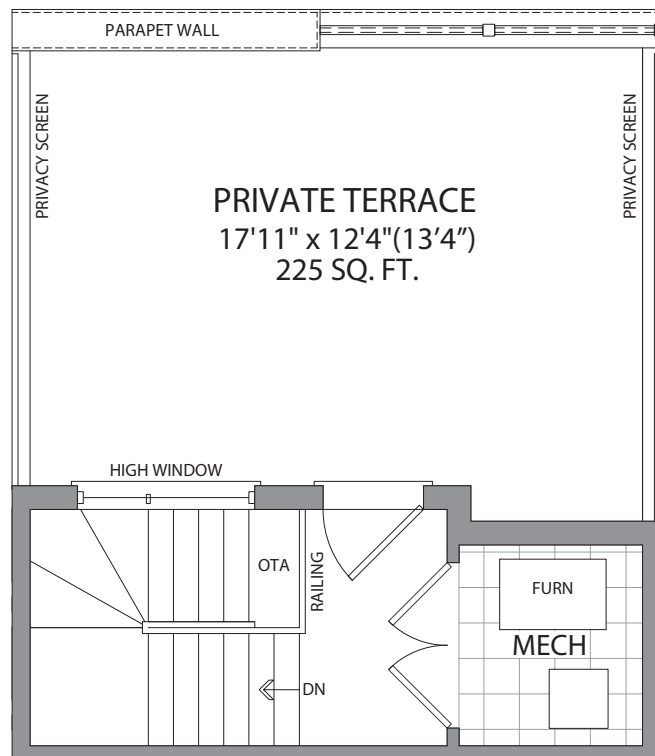 PARAPET WALL
PRIVACY SCREEN
PRIVACY SCREEN
PRIVATE TERRACE
17'11" x 12'4"(13’4”)
225 SQ. FT.
HIGH WINDOW
OTA
RAILING
FURN
MECH
DN